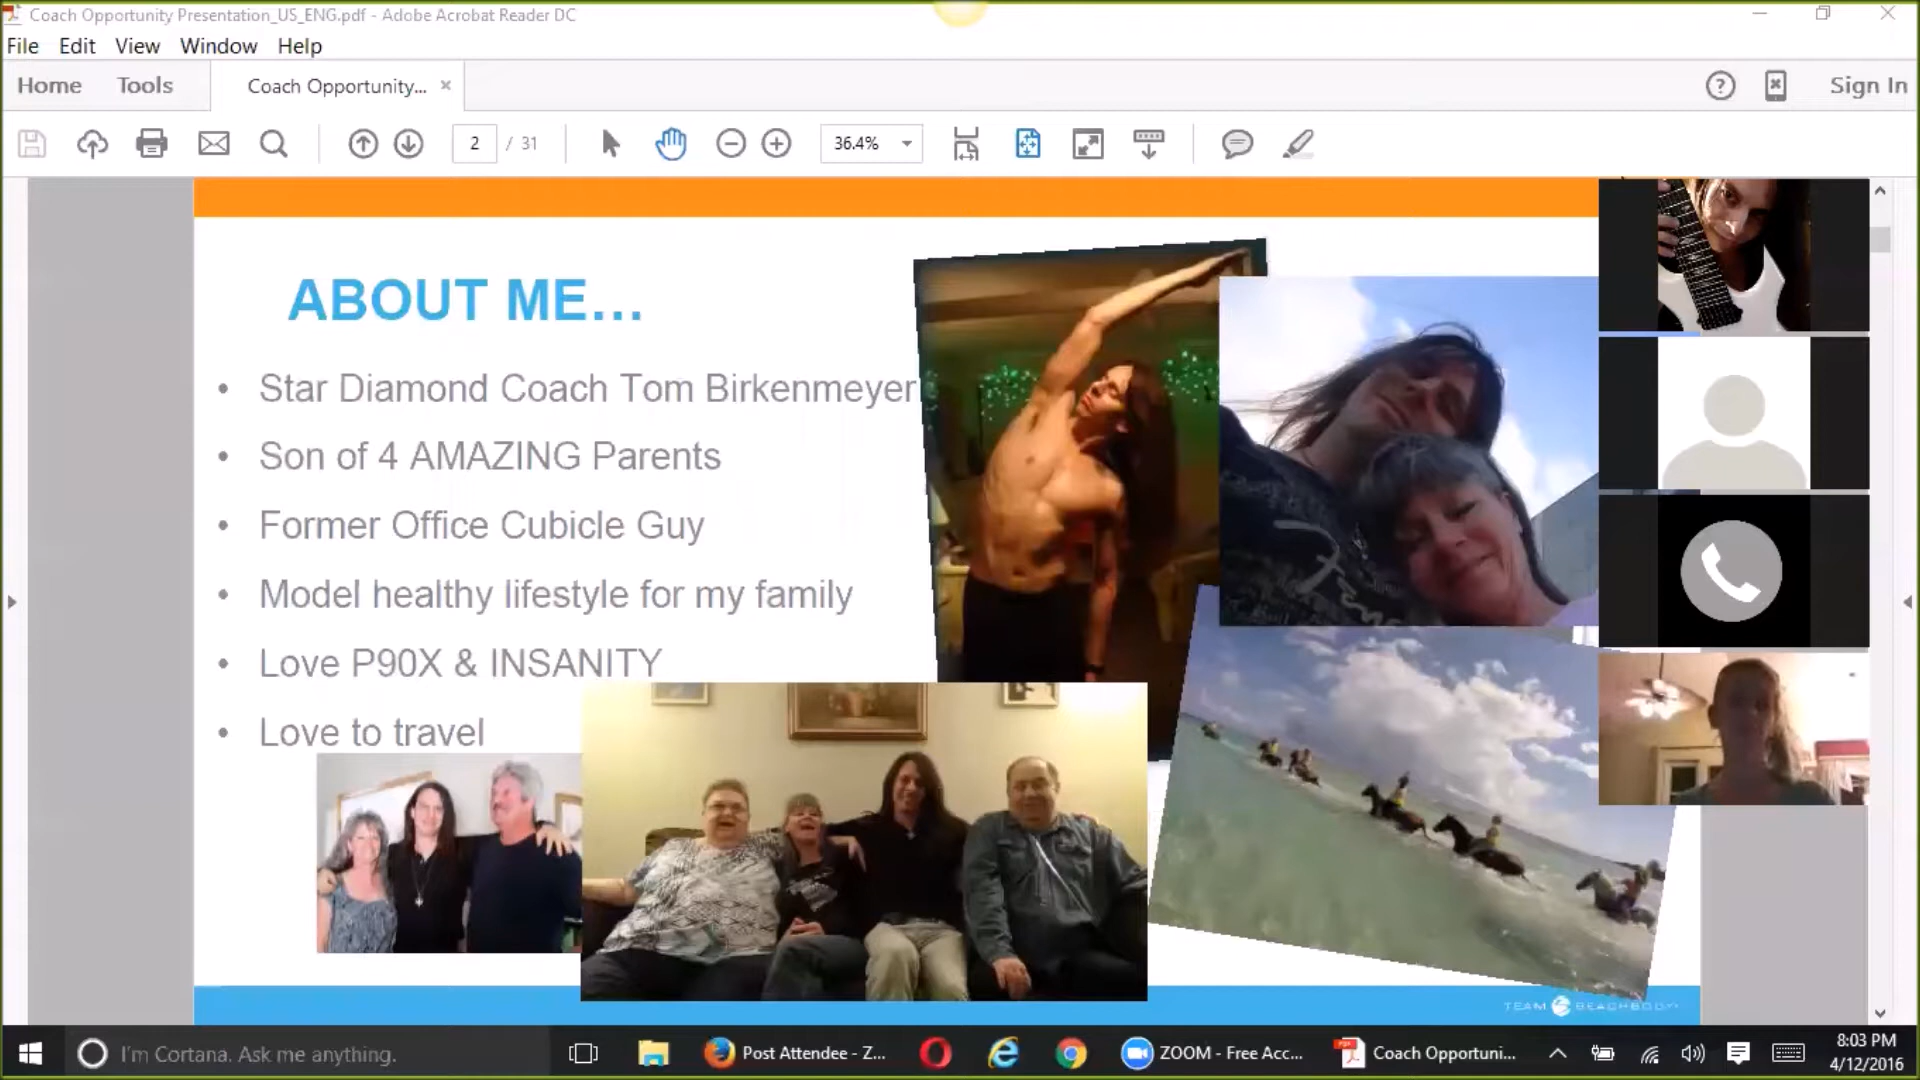 Coach Opportunity Presentation_US_ENG.pdf - Adobe Acrobat Reader DC
File Edit View Window Help
Home Tools Coach Opportunity... × Sign In
2 / 31 36.4%
ABOUT ME...
• Star Diamond Coach Tom Birkenmeyer
• Son of 4 AMAZING Parents
• Former Office Cubicle Guy
• Model healthy lifestyle for my family
• Love P90X & INSANITY
• Love to travel
TEAM BEACHBODY
I'm Cortana. Ask me anything.
Post Attendee - Z...
ZOOM - Free Acc...
Coach Opportuni...
8:03 PM
4/12/2016